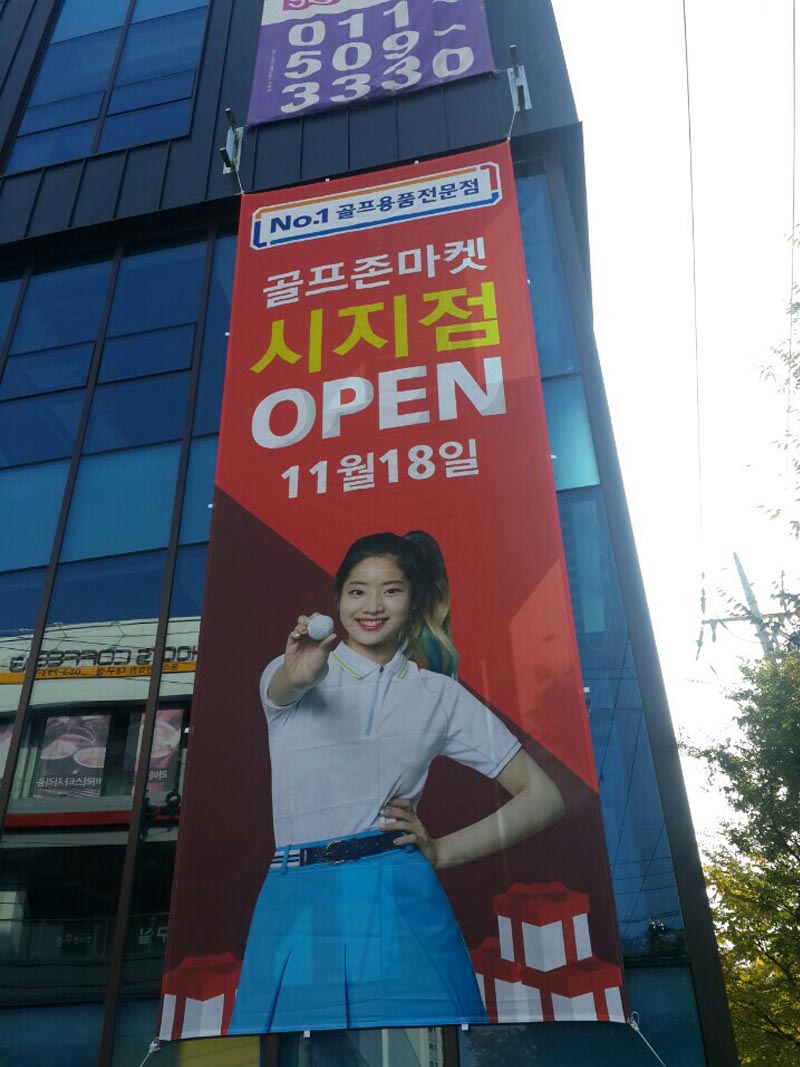 011-
509-
3330
No.1 골프용품전문점
골프존마켓
시지점
OPEN
11월18일